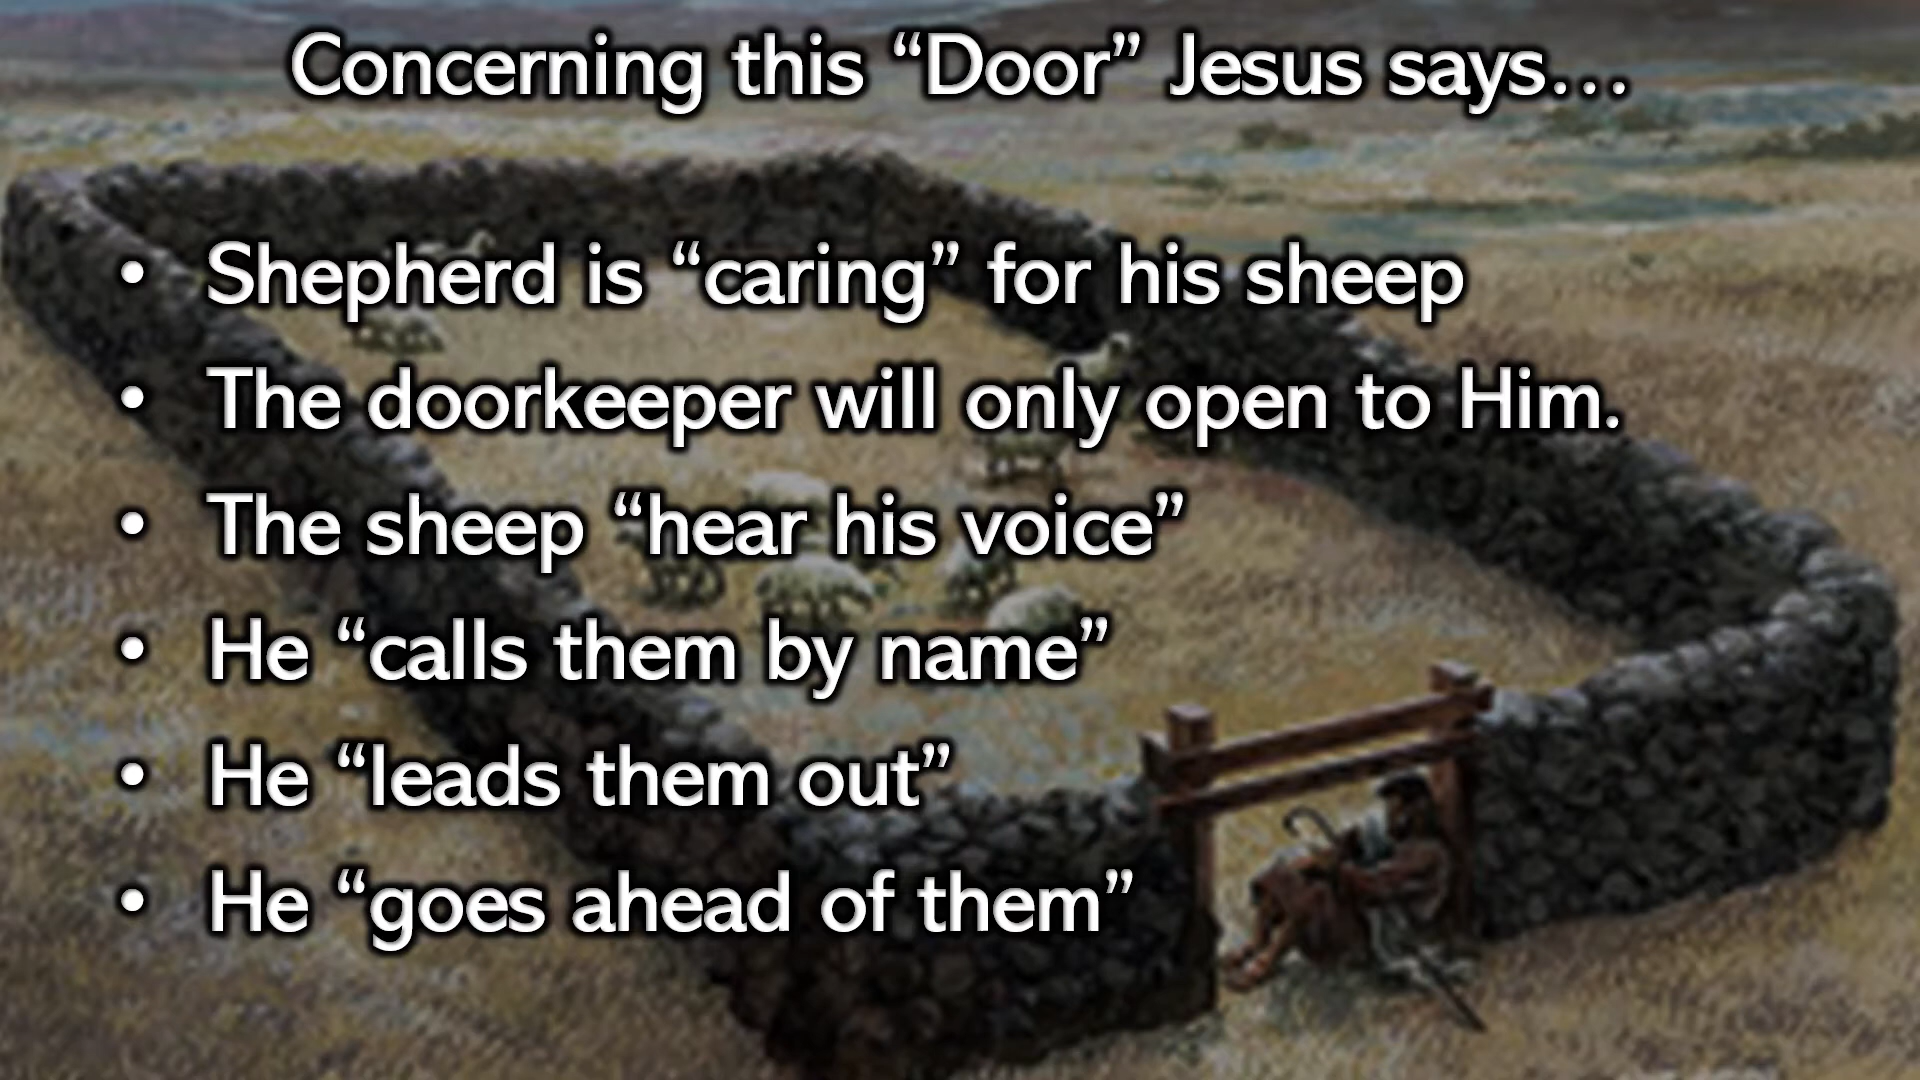 Concerning this “Door” Jesus says…
• Shepherd is “caring” for his sheep
• The doorkeeper will only open to Him.
• The sheep “hear his voice”
• He “calls them by name”
• He “leads them out”
• He “goes ahead of them”